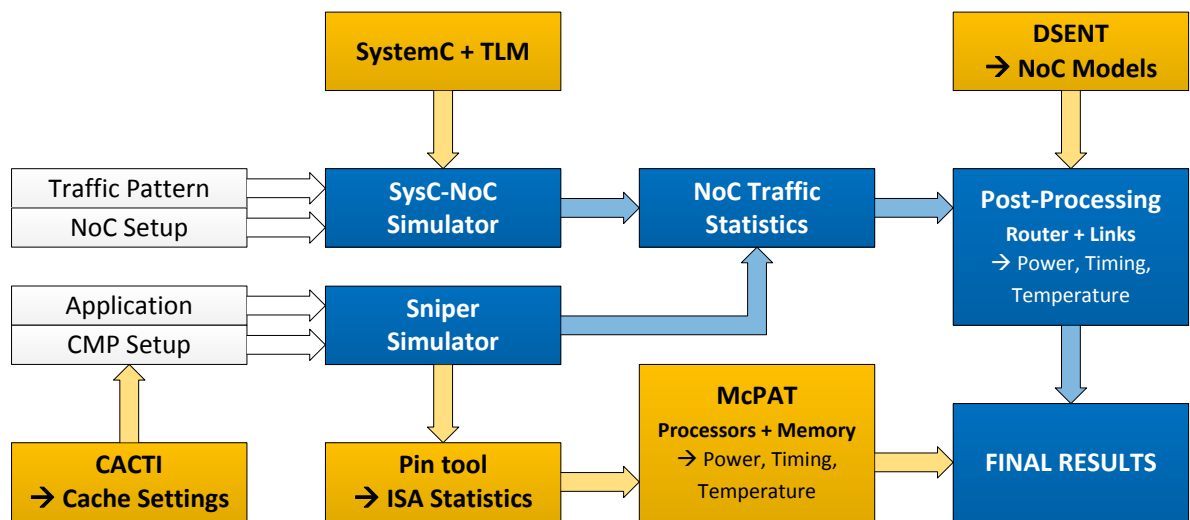 SystemC + TLM
DSENT
→ NoC Models
Traffic Pattern
NoC Setup
SysC-NoC
Simulator
NoC Traffic
Statistics
Post-Processing
Router + Links
→ Power, Timing,
Temperature
Application
CMP Setup
Sniper
Simulator
CACTI
→ Cache Settings
Pin tool
→ ISA Statistics
McPAT
Processors + Memory
→ Power, Timing,
Temperature
FINAL RESULTS